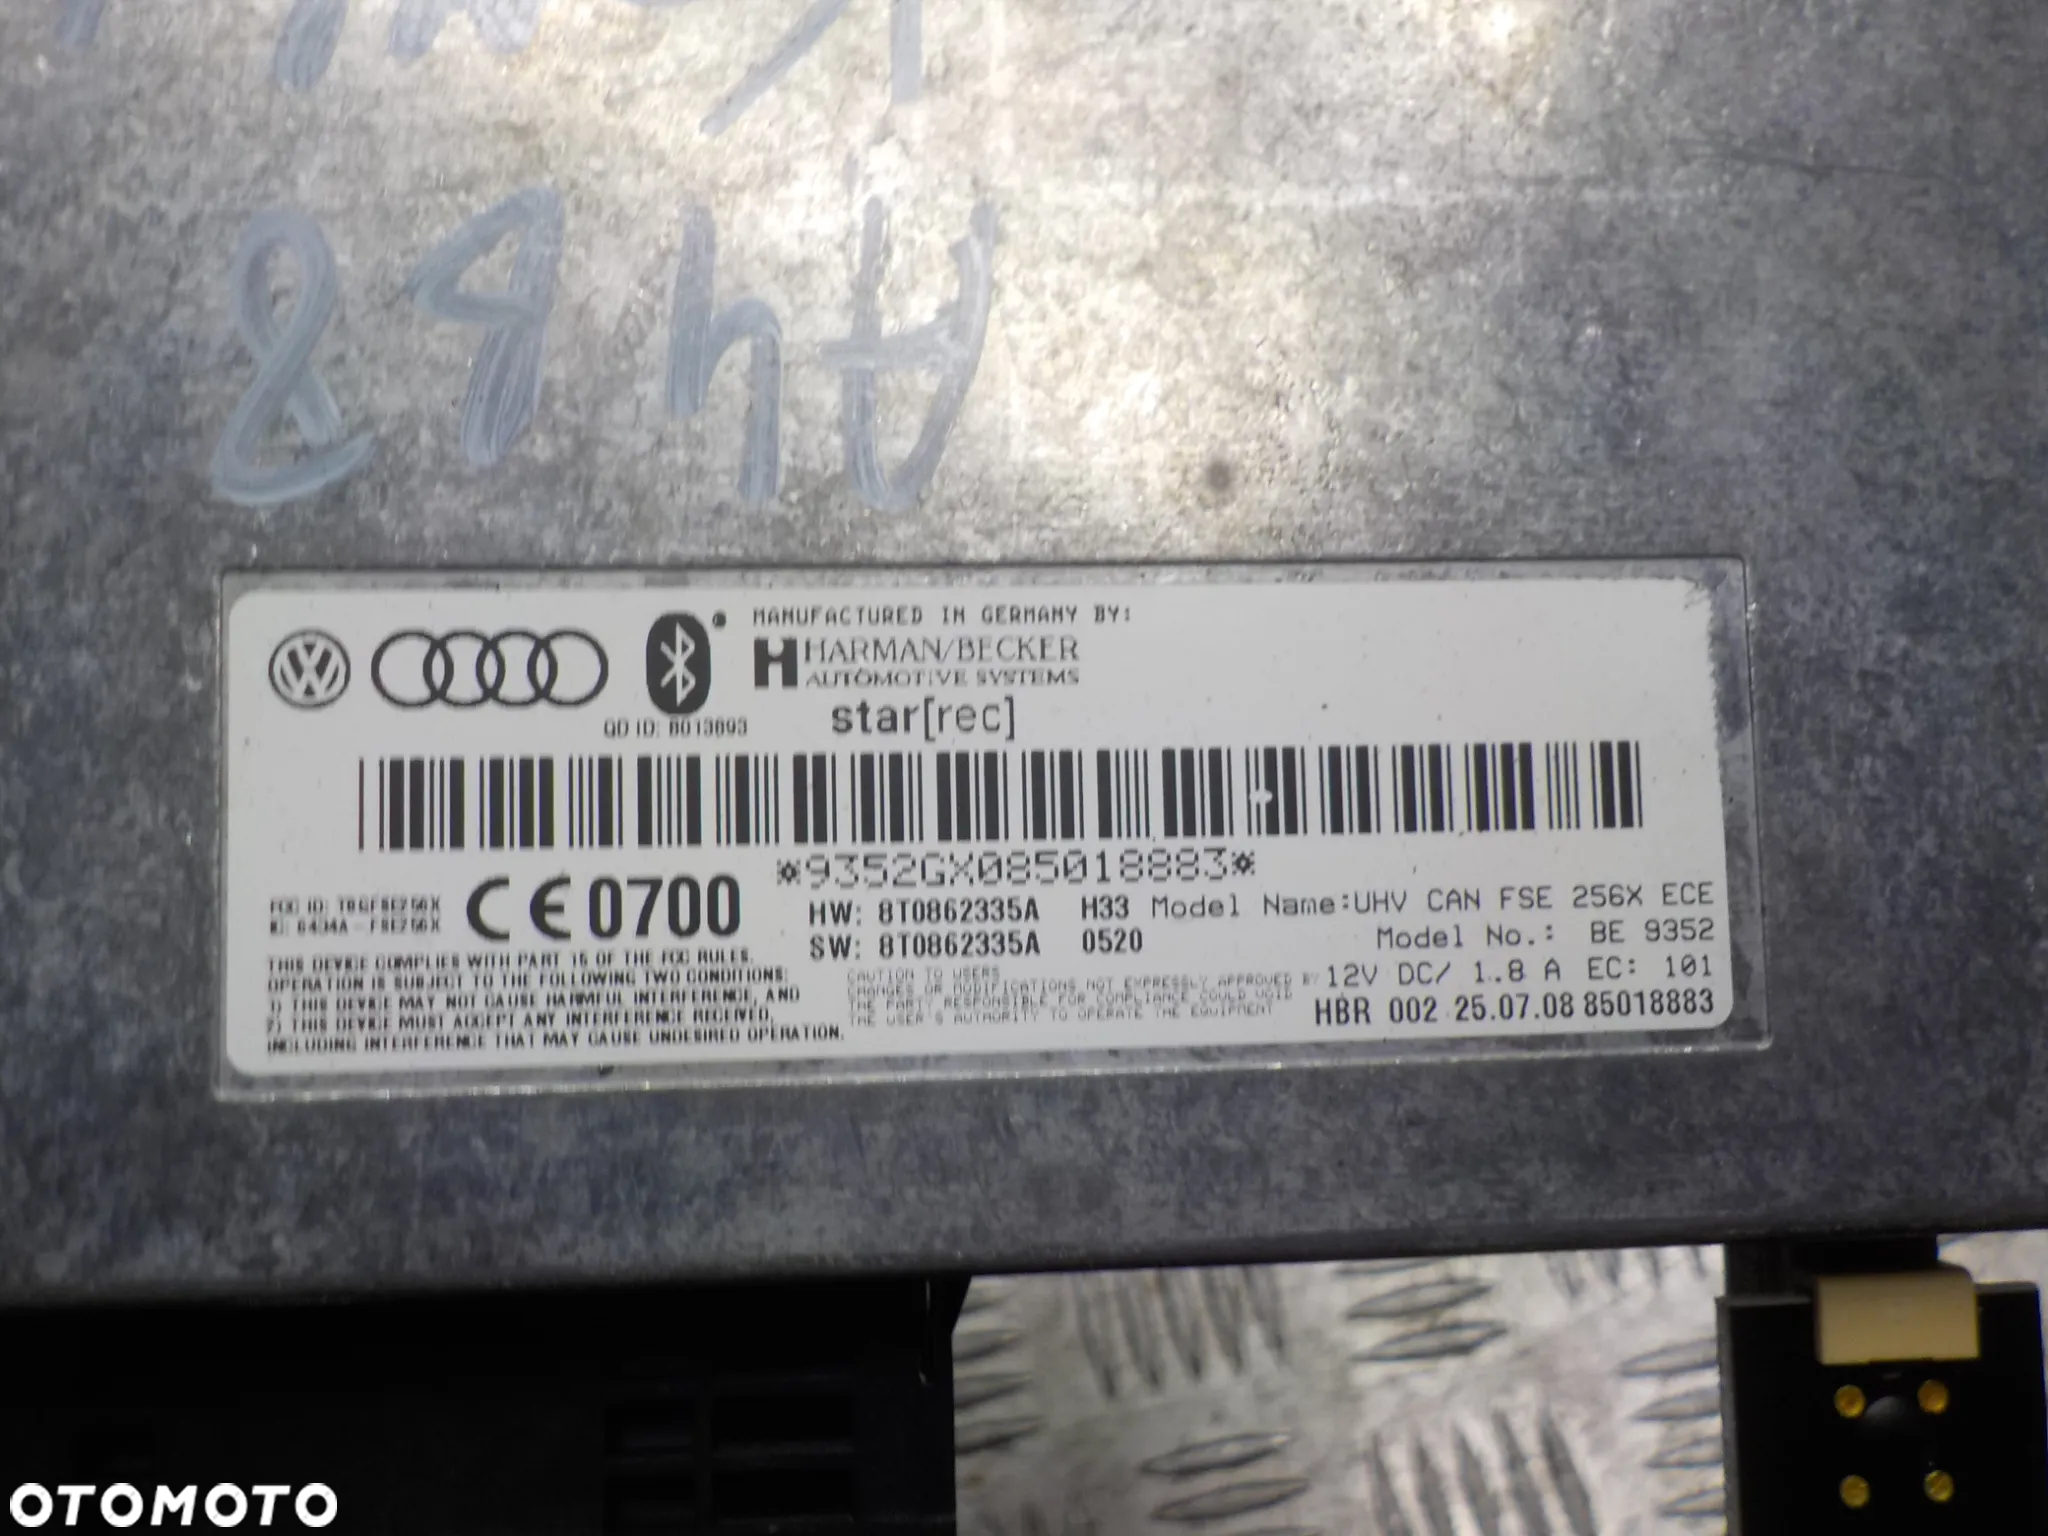 A4 B8
MANUFACTURED IN GERMANY BY:
HARMAN/BECKER
AUTOMOTIVE SYSTEMS
QD ID: B013893
star[rec]
*9352GX085018883*
CE 0700
HW: 8T0862335A H33
SW: 8T0862335A 0520
Model Name:UHV CAN FSE 256X ECE
Model No.: BE 9352
12V DC/ 1.8 A EC: 101
HBR 002 25.07.08 85018883
THIS DEVICE COMPLIES WITH PART 15 OF THE FCC RULES.
OPERATION IS SUBJECT TO THE FOLLOWING TWO CONDITIONS:
1) THIS DEVICE MAY NOT CAUSE HARMFUL INTERFERENCE, AND
2) THIS DEVICE MUST ACCEPT ANY INTERFERENCE RECEIVED,
INCLUDING INTERFERENCE THAT MAY CAUSE UNDESIRED OPERATION.
CAUTION TO USERS
CHANGES OR MODIFICATIONS NOT EXPRESSLY APPROVED BY
THE PARTY RESPONSIBLE FOR COMPLIANCE COULD VOID
THE USER'S AUTHORITY TO OPERATE THE EQUIPMENT
OTOMOTO